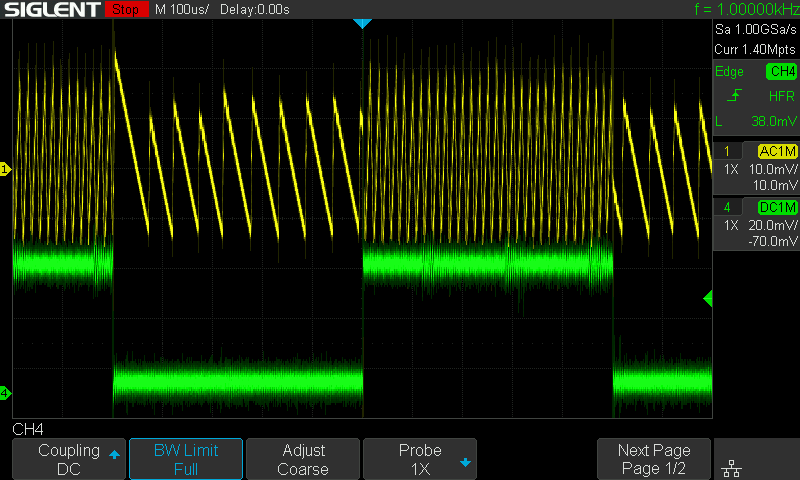 SIGLENT Stop M 100us/ Delay:0.00s f = 1.00000kHz
Sa 1.00GSa/s
Curr 1.40Mpts
Edge CH4
HFR
L 38.0mV
1 AC1M
1X 10.0mV/
10.0mV
4 DC1M
1X 20.0mV/
-70.0mV
1
4
CH4
Coupling
DC
BW Limit
Full
Adjust
Coarse
Probe
1X
Next Page
Page 1/2